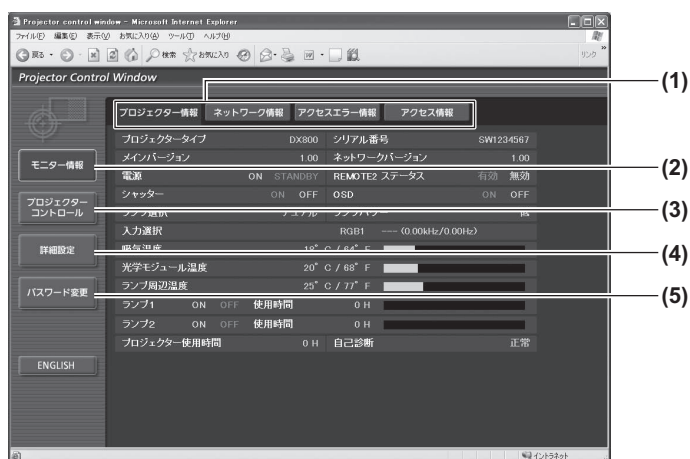 Projector control window - Microsoft Internet Explorer
ファイル(F) 編集(E) 表示(V) お気に入り(A) ツール(T) ヘルプ(H)
戻る 検索 お気に入り リンク
Projector Control Window
プロジェクター情報 ネットワーク情報 アクセスエラー情報 アクセス情報 (1)
プロジェクタータイプ DX800 シリアル番号 SW1234567
メインバージョン 1.00 ネットワークバージョン 1.00
モニター情報 (2)
電源 ON STANDBY REMOTE2 ステータス 有効 無効
シャッター ON OFF OSD ON OFF
プロジェクター
コントロール (3)
ランプ選択 デュアル ランプパワー
入力選択 RGB1 --- (0.00kHz/0.00Hz)
詳細設定 (4)
吸気温度 18° C / 64° F
光学モジュール温度 20° C / 68° F
ランプ周辺温度 25° C / 77° F
パスワード変更 (5)
ランプ1 ON OFF 使用時間 0 H
ランプ2 ON OFF 使用時間 0 H
プロジェクター使用時間 0 H 自己診断 正常
ENGLISH
イントラネット